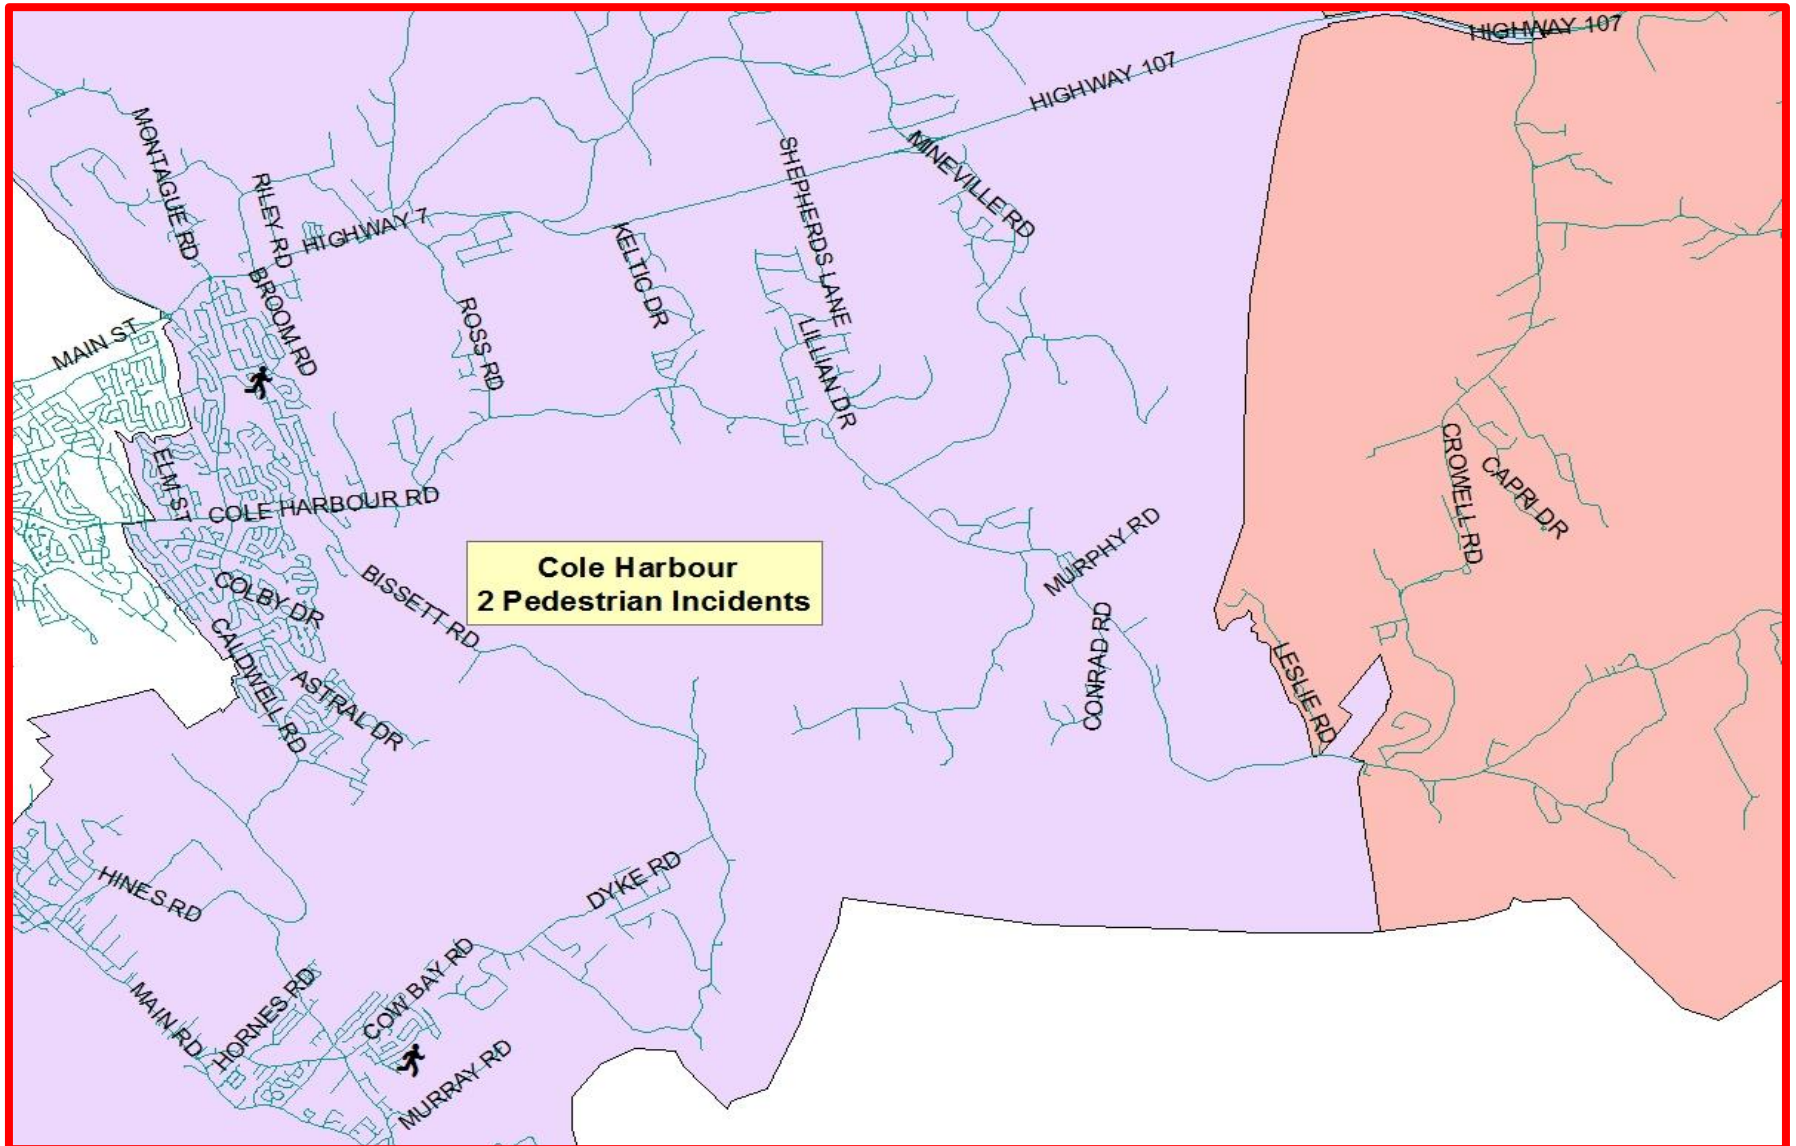 HIGHWAY 107
HIGHWAY 107
MONTAGUE RD
RILEY RD
HIGHWAY 7
MINEVILLE RD
SHEPHERDS LANE
KELTIC DR
BROOM RD
ROSS RD
MAIN ST
LILLIAN DR
ELM ST
COLE HARBOUR RD
CROWELL RD
CAPRI DR
Cole Harbour
2 Pedestrian Incidents
MURPHY RD
BISSETT RD
COLBY DR
CALDWELL RD
ASTRAL DR
CONRAD RD
LESLIE RD
DYKE RD
HINES RD
COW BAY RD
HORNES RD
MAIN RD
MURRAY RD